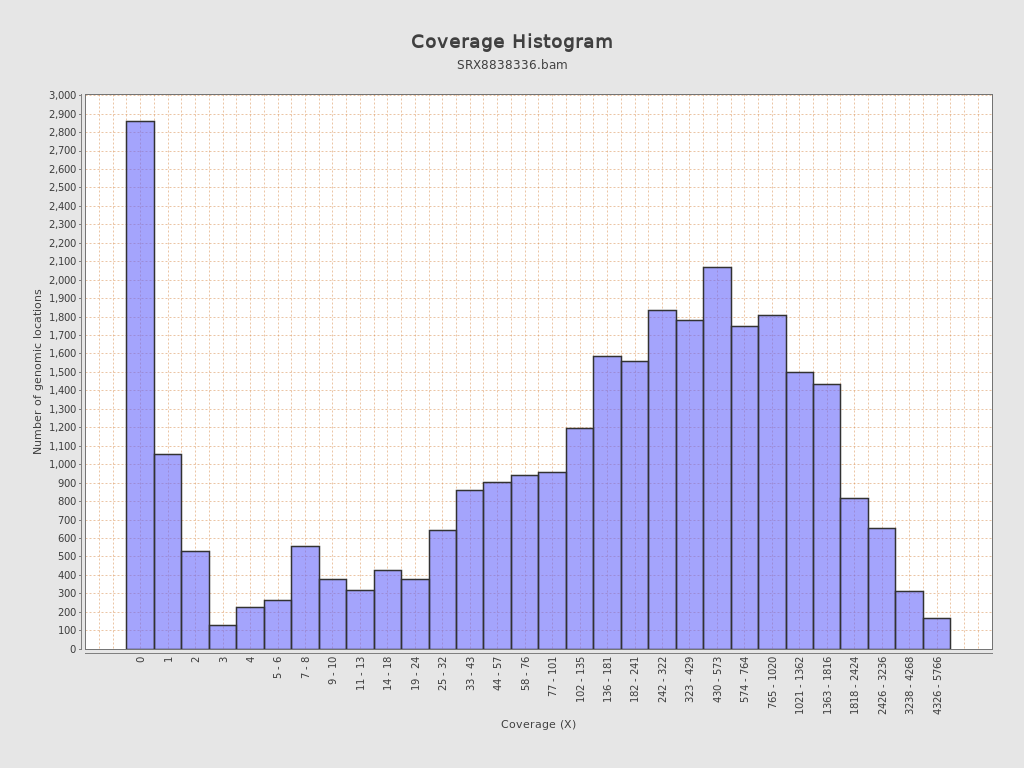 Coverage Histogram
SRX8838336.bam
Number of genomic locations
3,000
2,900
2,800
2,700
2,600
2,500
2,400
2,300
2,200
2,100
2,000
1,900
1,800
1,700
1,600
1,500
1,400
1,300
1,200
1,100
1,000
900
800
700
600
500
400
300
200
100
0
0
1
2
3
4
5 - 6
7 - 8
9 - 10
11 - 13
14 - 18
19 - 24
25 - 32
33 - 43
44 - 57
58 - 76
77 - 101
102 - 135
136 - 181
182 - 241
242 - 322
323 - 429
430 - 573
574 - 764
765 - 1020
1021 - 1362
1363 - 1816
1818 - 2424
2426 - 3236
3238 - 4268
4326 - 5766
Coverage (X)